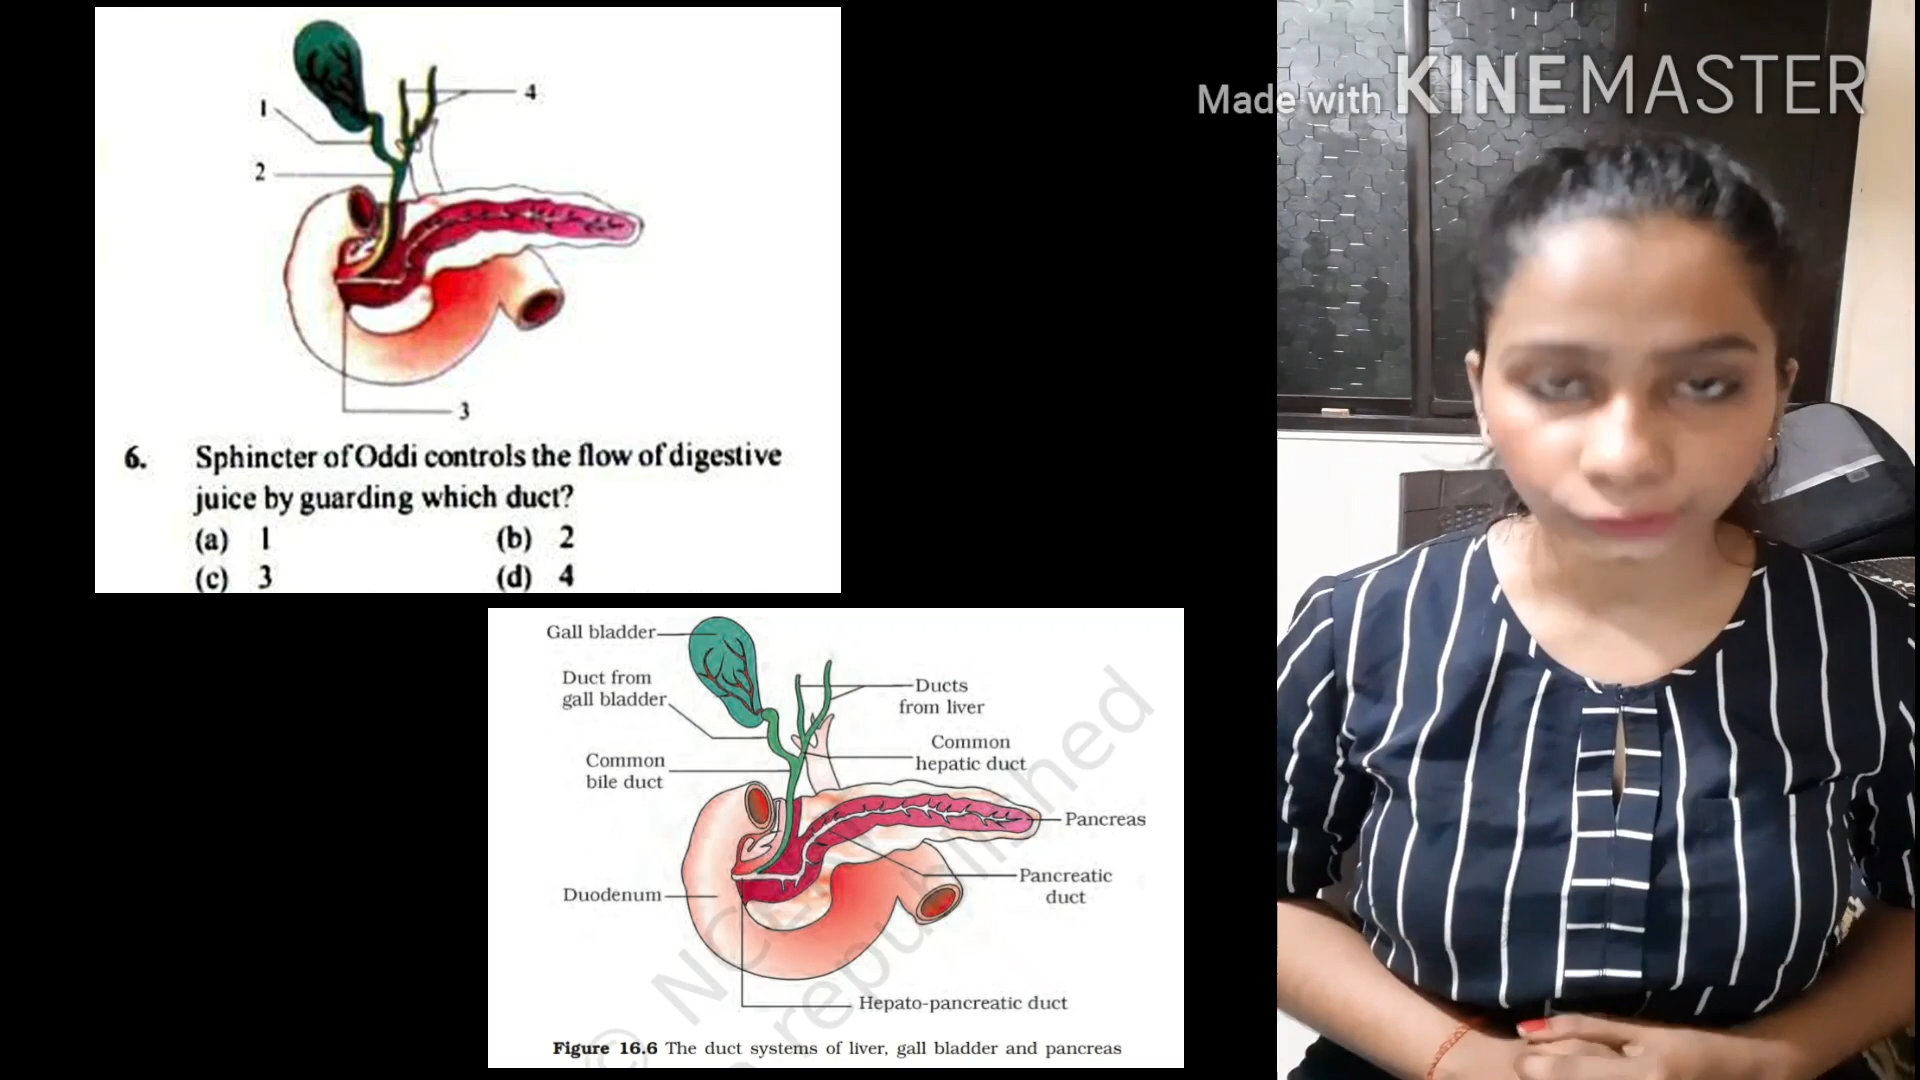 Made with KINEMASTER
1
4
2
3
6. Sphincter of Oddi controls the flow of digestive
juice by guarding which duct?
(a) 1 (b) 2
(c) 3 (d) 4
Gall bladder
Duct from
gall bladder
Ducts
from liver
Common
hepatic duct
Common
bile duct
Pancreas
Pancreatic
duct
Duodenum
Hepato-pancreatic duct
Figure 16.6 The duct systems of liver, gall bladder and pancreas
republished